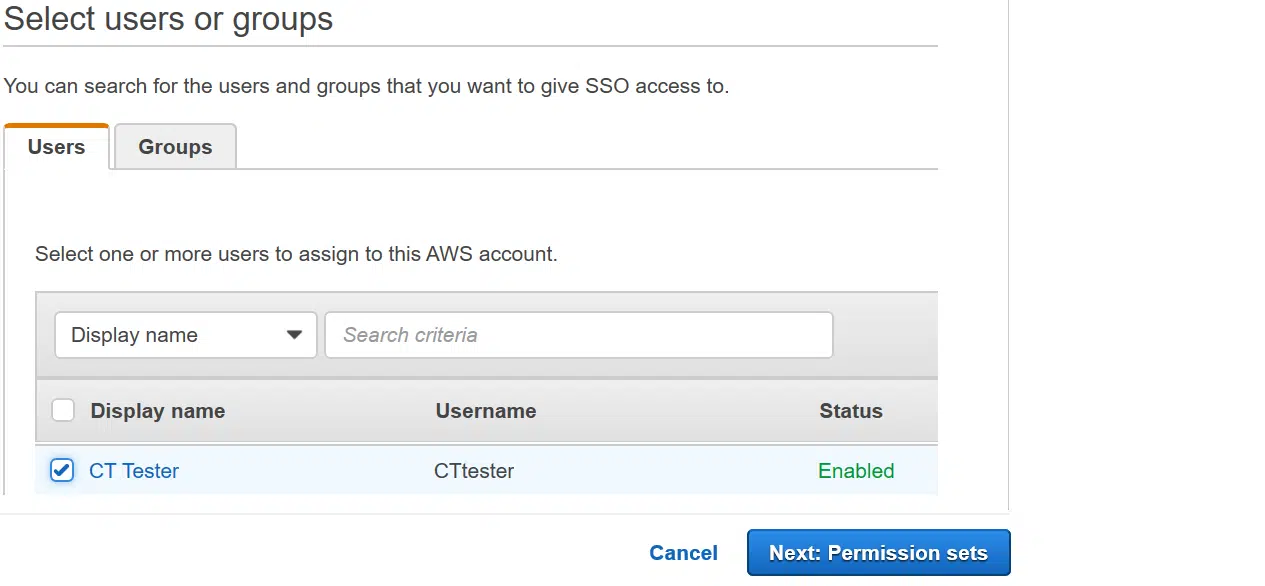 Select users or groups
You can search for the users and groups that you want to give SSO access to.
Users Groups
Select one or more users to assign to this AWS account.
Display name Search criteria
Display name Username Status
CT Tester CTtester Enabled
Cancel Next: Permission sets